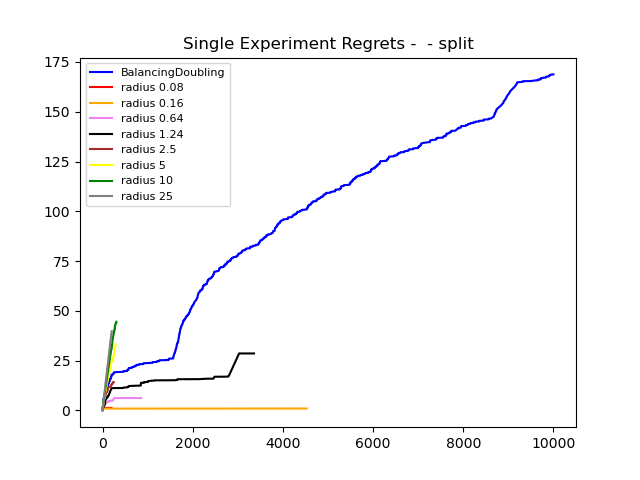 Single Experiment Regrets -  - split
175
150
125
100
75
50
25
0
BalancingDoubling
radius 0.08
radius 0.16
radius 0.64
radius 1.24
radius 2.5
radius 5
radius 10
radius 25
0 2000 4000 6000 8000 10000